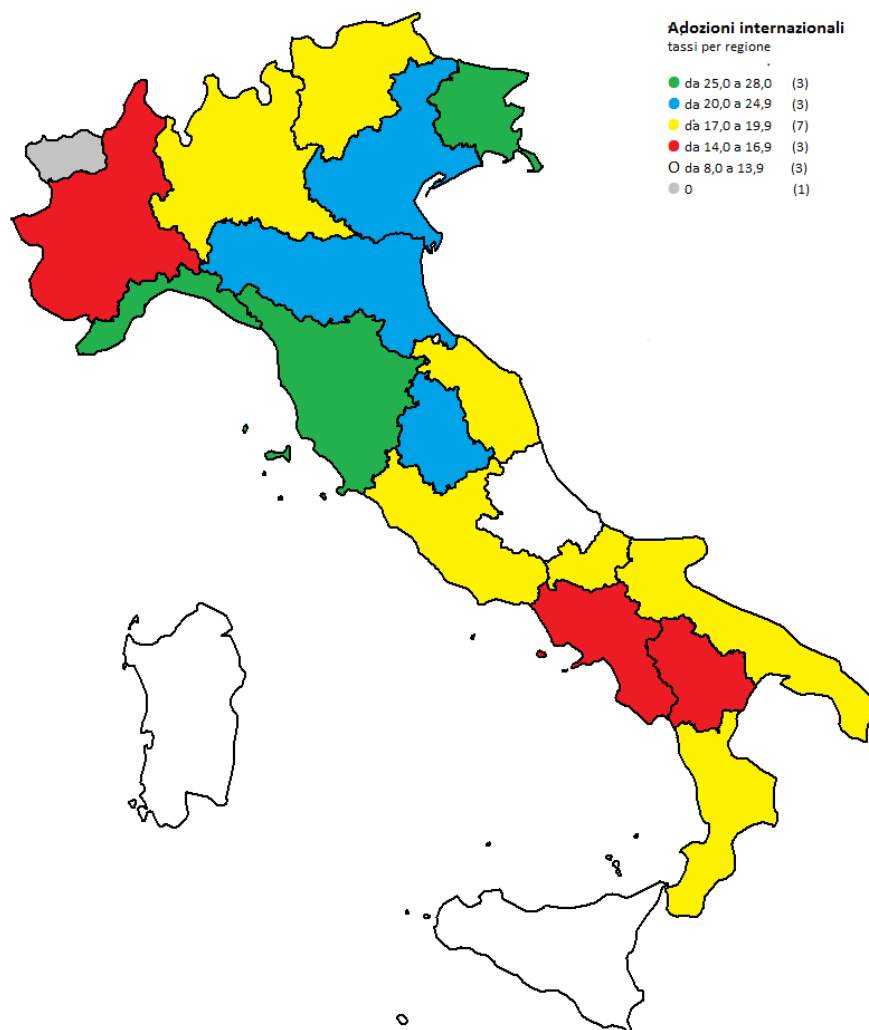 Adozioni internazionali
tassi per regione
da 25,0 a 28,0 (3)
da 20,0 a 24,9 (3)
da 17,0 a 19,9 (7)
da 14,0 a 16,9 (3)
O da 8,0 a 13,9 (3)
0 (1)